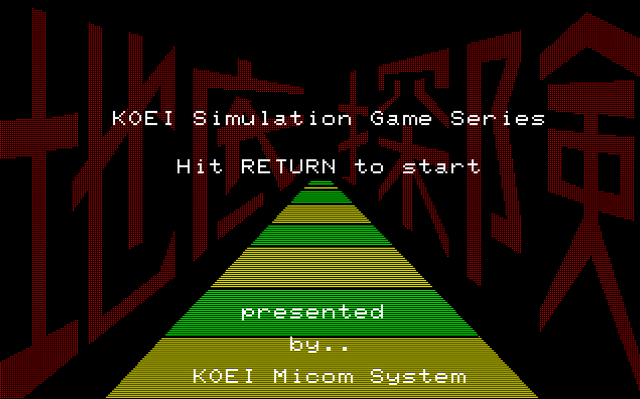 地底探険
KOEI Simulation Game Series
Hit RETURN to start
presented
by..
KOEI Micom System